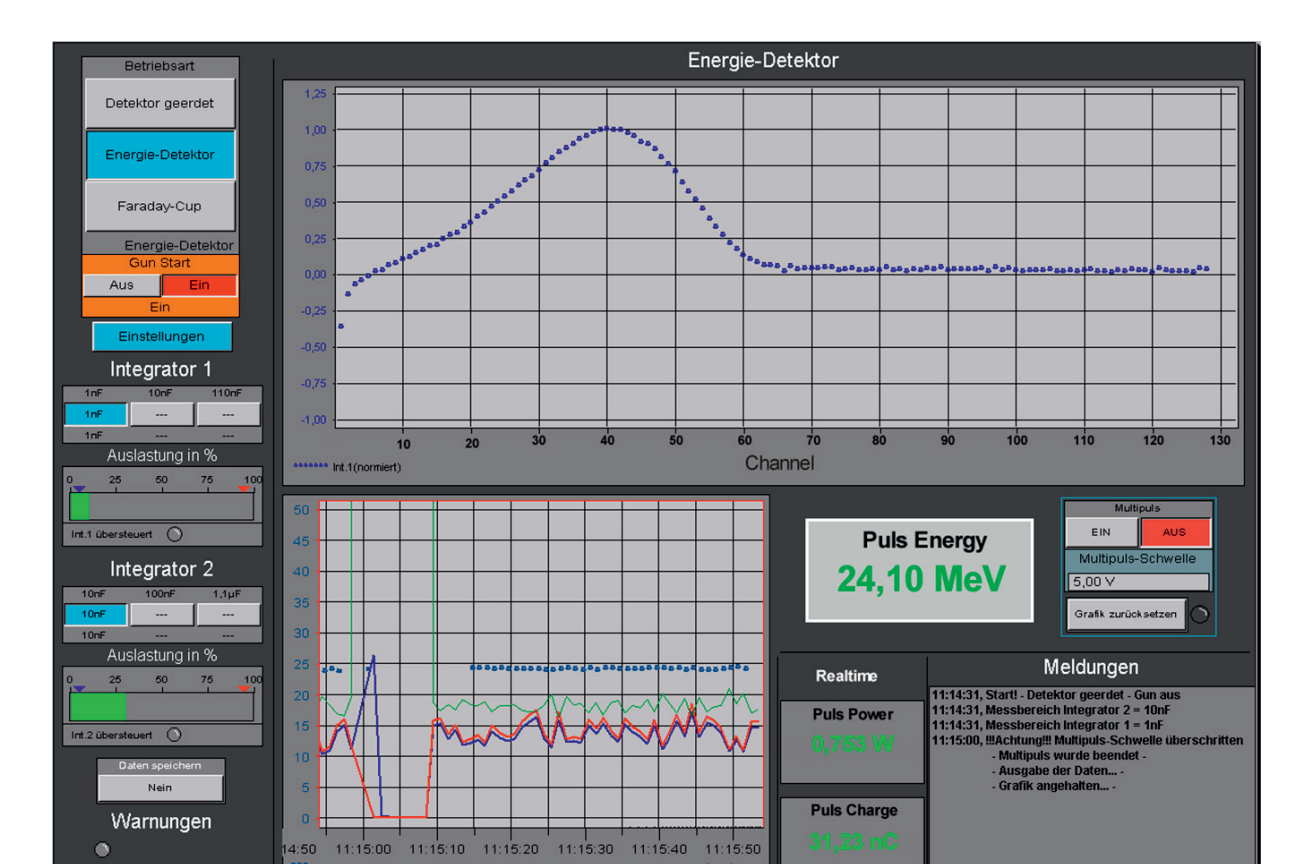 Betriebsart
Detektor geerdet
Energie-Detektor
Faraday-Cup
Energie-Detektor
Gun Start
Aus Ein
Ein
Einstellungen
Integrator 1
1nF 10nF 110nF
1nF --- ---
1nF --- ---
Auslastung in %
0 25 50 75 100
Int.1 übersteuert
Integrator 2
10nF 100nF 1,1µF
10nF --- ---
10nF --- ---
Auslastung in %
0 25 50 75 100
Int.2 übersteuert
Daten speichern
Nein
Warnungen
Energie-Detektor
1,25
1,00
0,75
0,50
0,25
0,00
-0,25
-0,50
-0,75
-1,00
10 20 30 40 50 60 70 80 90 100 110 120 130
Int.1(normiert)
Channel
50
45
40
35
30
25
20
15
10
5
0
14:50 11:15:00 11:15:10 11:15:20 11:15:30 11:15:40 11:15:50
Puls Energy
24,10 MeV
Multipuls
EIN AUS
Multipuls-Schwelle
5,00 V
Grafik zurücksetzen
Realtime
Puls Power
0,753 W
Puls Charge
31,23 nC
Meldungen
11:14:31, Start! - Detektor geerdet - Gun aus
11:14:31, Messbereich Integrator 2 = 10nF
11:14:31, Messbereich Integrator 1 = 1nF
11:15:00, !!!Achtung!!! Multipuls-Schwelle überschritten
- Multipuls wurde beendet -
- Ausgabe der Daten... -
- Grafik angehalten... -